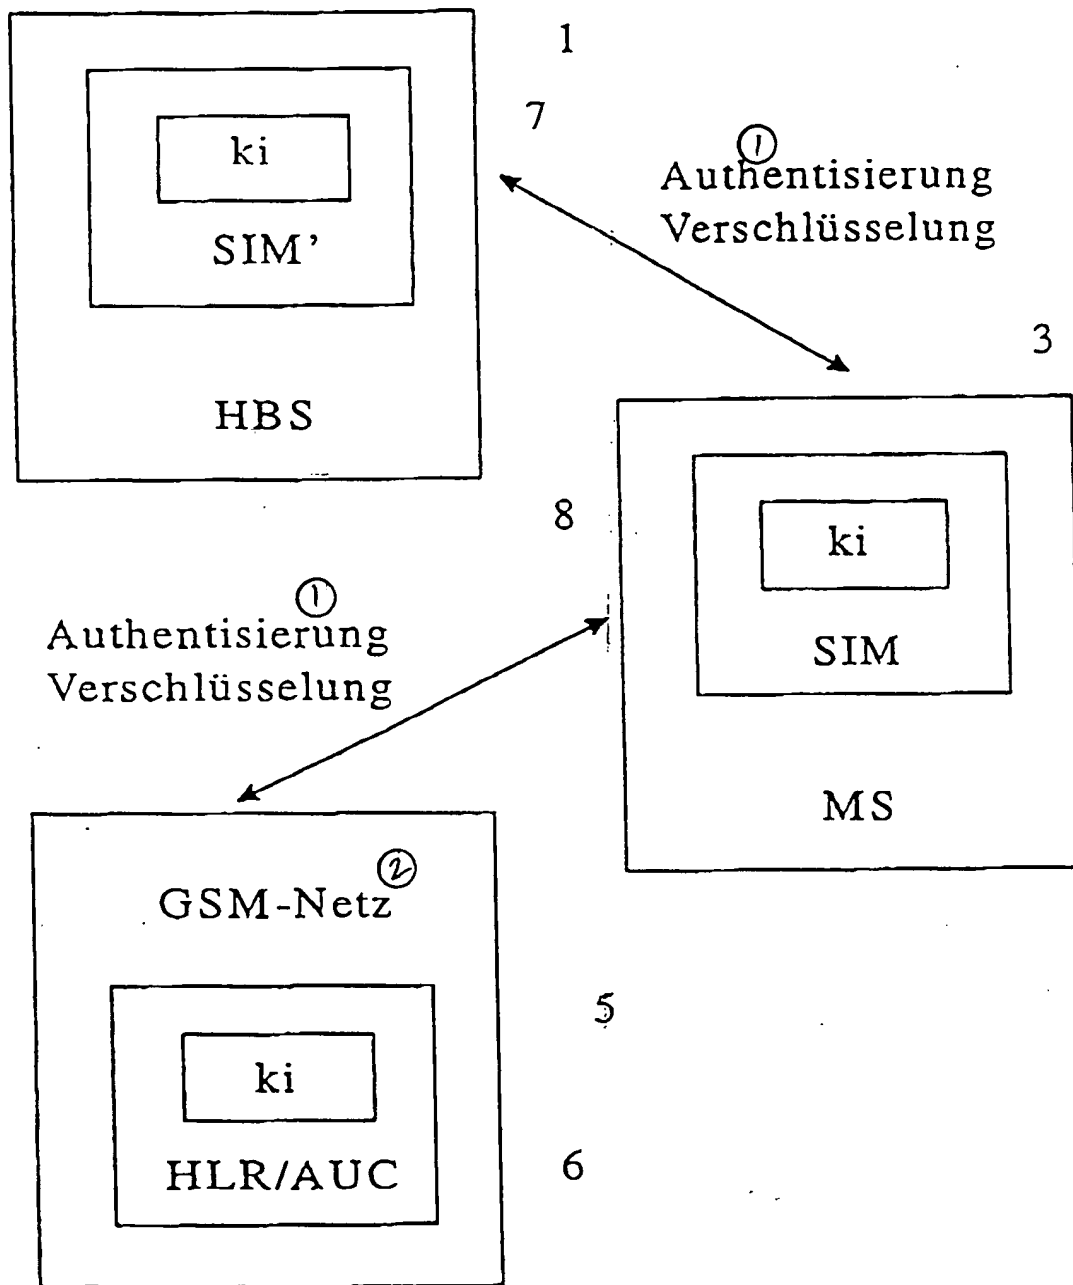 1
7
ki
SIM’
HBS
①
Authentisierung
Verschlüsselung
3
8
ki
SIM
MS
①
Authentisierung
Verschlüsselung
GSM-Netz ②
5
ki
HLR/AUC
6